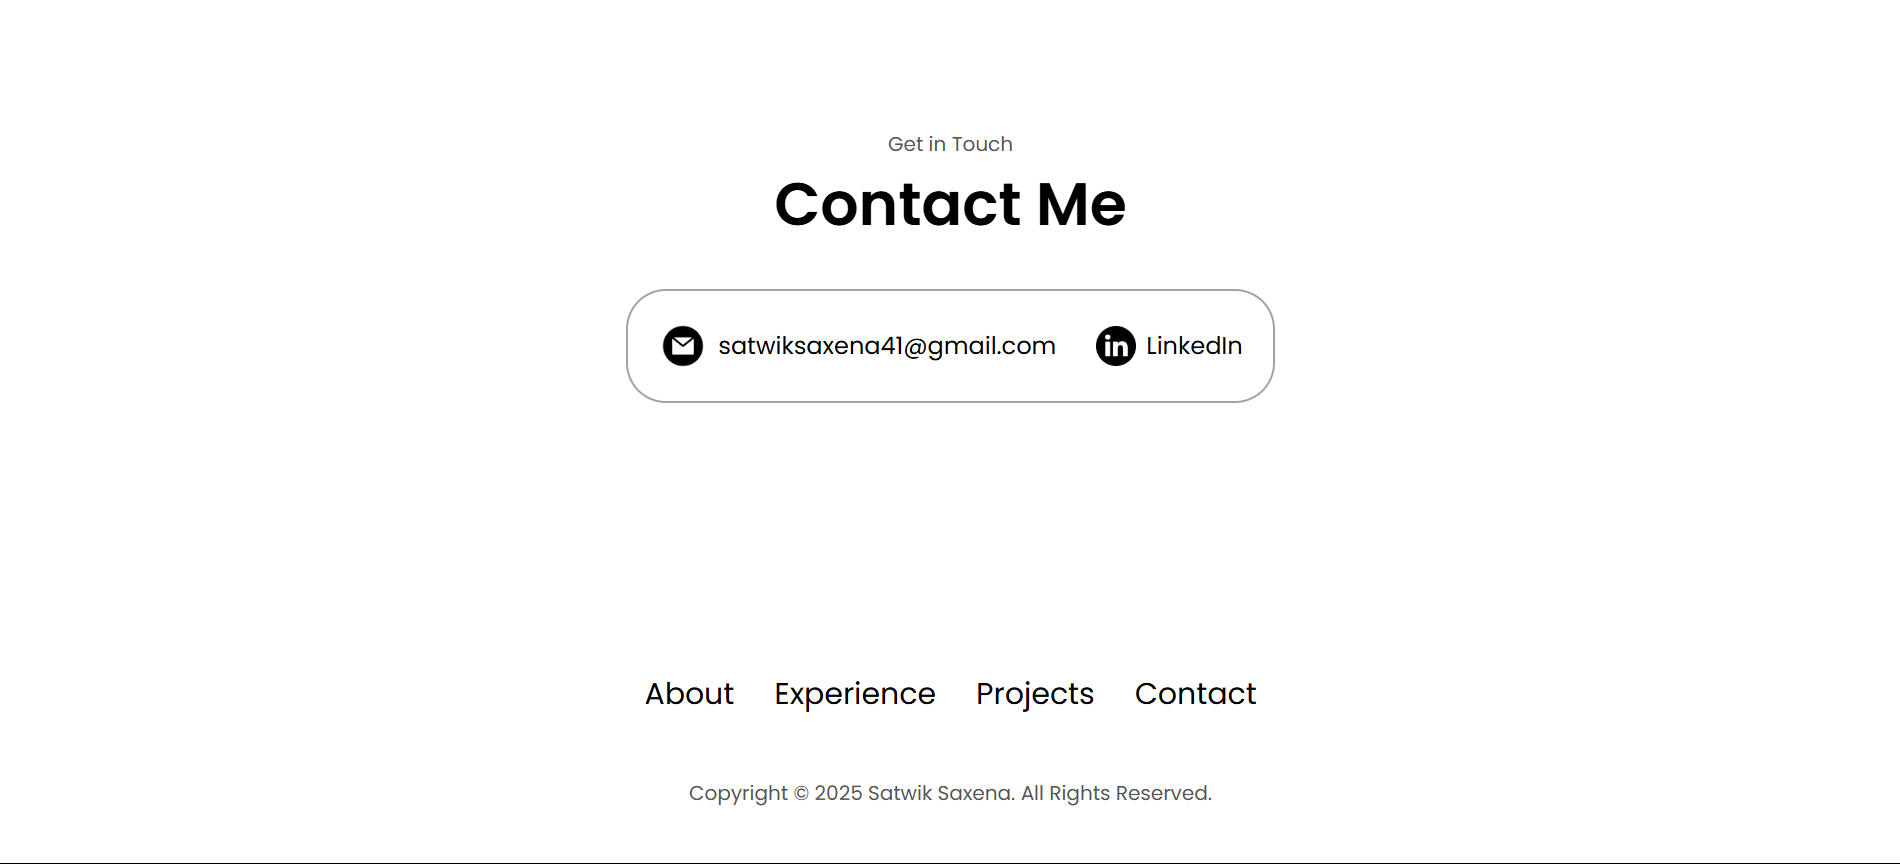 Get in Touch
Contact Me
satwiksaxena41@gmail.com in LinkedIn
About Experience Projects Contact
Copyright © 2025 Satwik Saxena. All Rights Reserved.